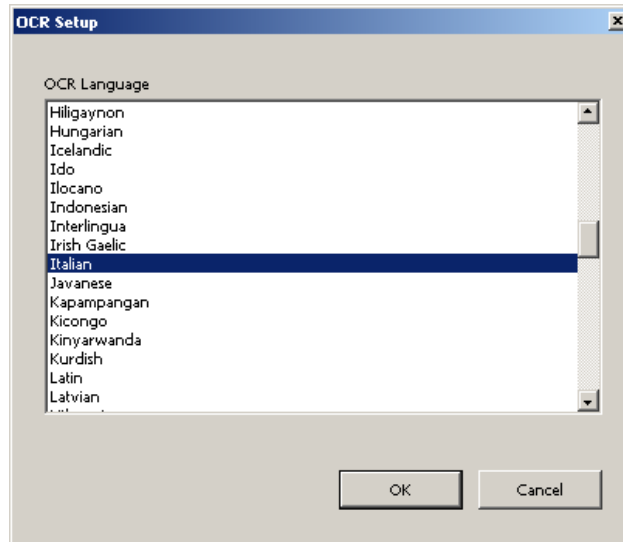 OCR Setup
OCR Language
Hiligaynon
Hungarian
Icelandic
Ido
Ilocano
Indonesian
Interlingua
Irish Gaelic
Italian
Javanese
Kapampangan
Kicongo
Kinyarwanda
Kurdish
Latin
Latvian
OK Cancel